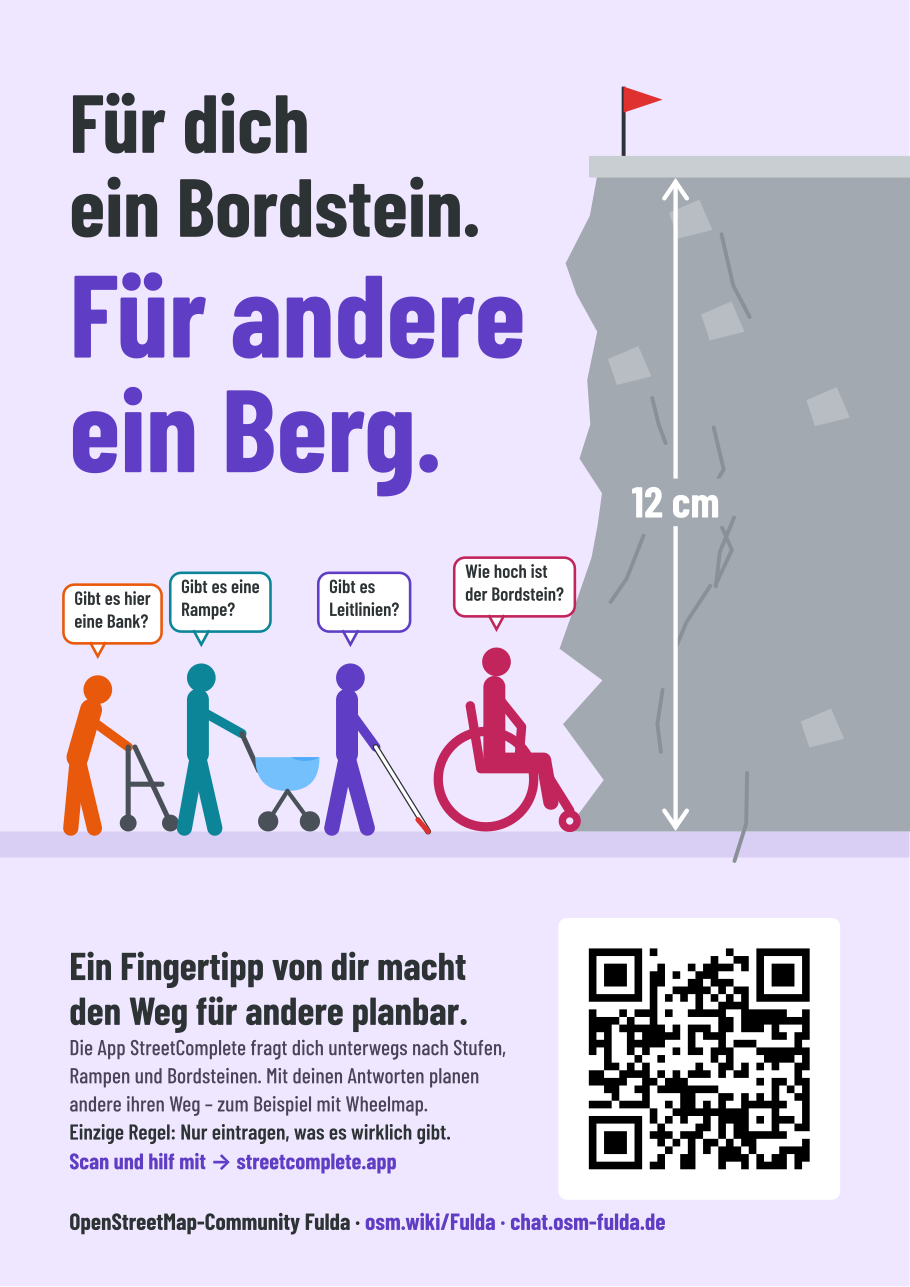 Für dich
ein Bordstein.
Für andere
ein Berg.
12 cm
Gibt es hier
eine Bank?
Gibt es eine
Rampe?
Gibt es
Leitlinien?
Wie hoch ist
der Bordstein?
Ein Fingertipp von dir macht
den Weg für andere planbar.
Die App StreetComplete fragt dich unterwegs nach Stufen,
Rampen und Bordsteinen. Mit deinen Antworten planen
andere ihren Weg – zum Beispiel mit Wheelmap.
Einzige Regel: Nur eintragen, was es wirklich gibt.
Scan und hilf mit → streetcomplete.app
OpenStreetMap-Community Fulda · osm.wiki/Fulda · chat.osm-fulda.de